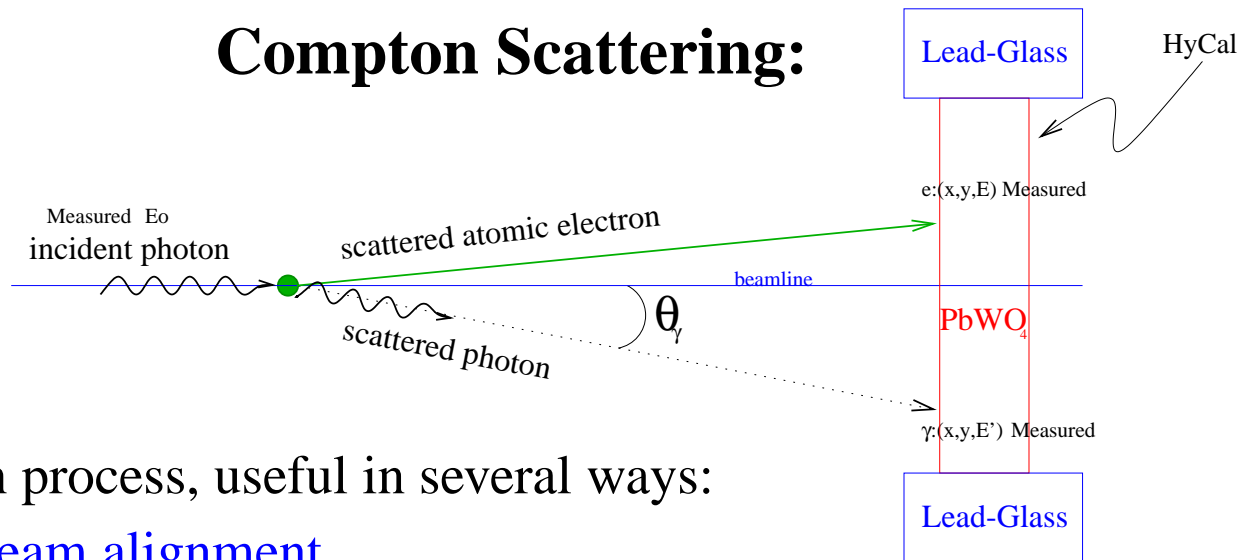 Compton Scattering:
Lead-Glass
HyCal
e:(x,y,E) Measured
Measured Eo
incident photon
scattered atomic electron
beamline
θγ
PbWO4
scattered photon
γ:(x,y,E') Measured
process, useful in several ways:
Lead-Glass
alignment